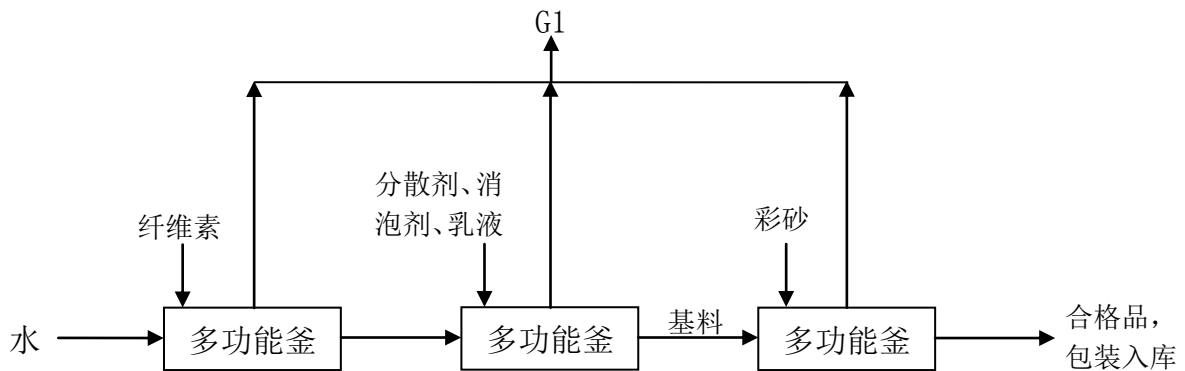 G1
分散剂、消
泡剂、乳液
纤维素
彩砂
水
多功能釜
多功能釜
基料
多功能釜
合格品，
包装入库